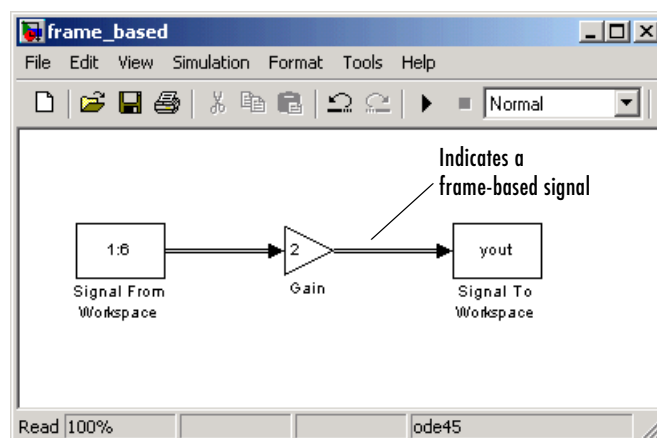 frame_based
File Edit View Simulation Format Tools Help
Normal
Indicates a
frame-based signal
1:6
2
yout
Signal From
Workspace
Gain
Signal To
Workspace
Read 100% ode45